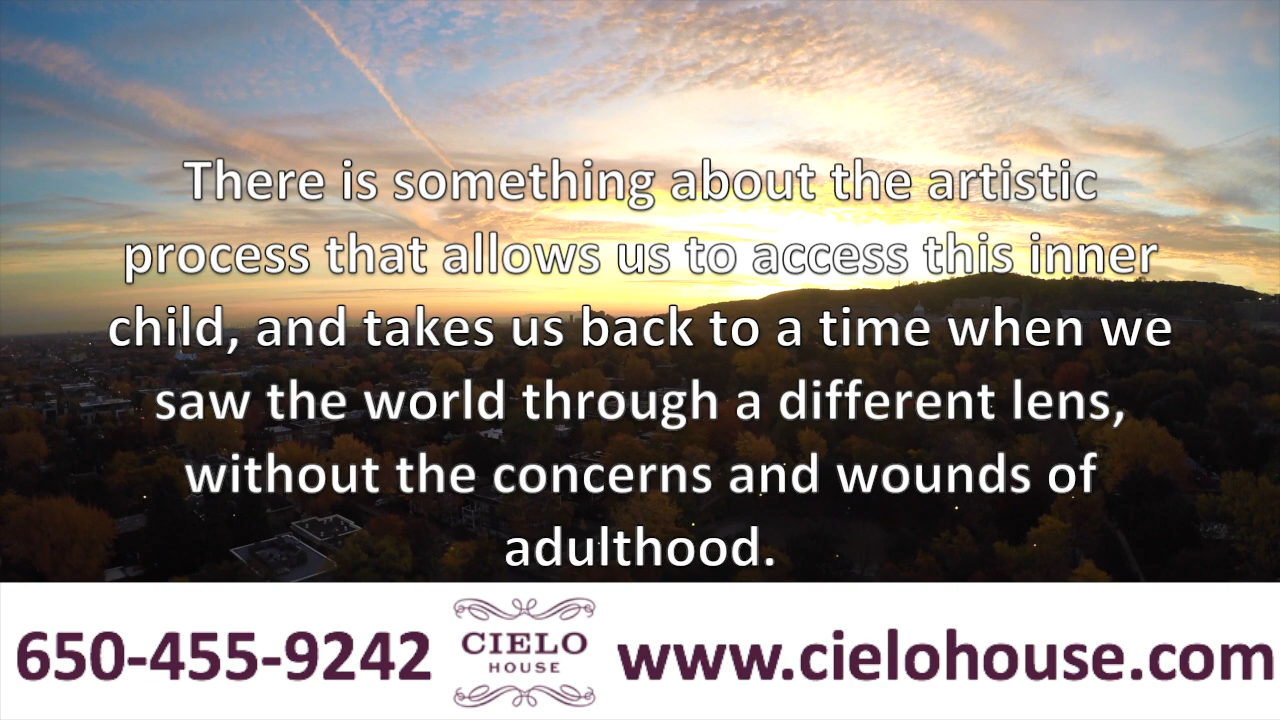 There is something about the artistic
process that allows us to access this inner
child, and takes us back to a time when we
saw the world through a different lens,
without the concerns and wounds of
adulthood.
650-455-9242
CIELO
HOUSE
www.cielohouse.com